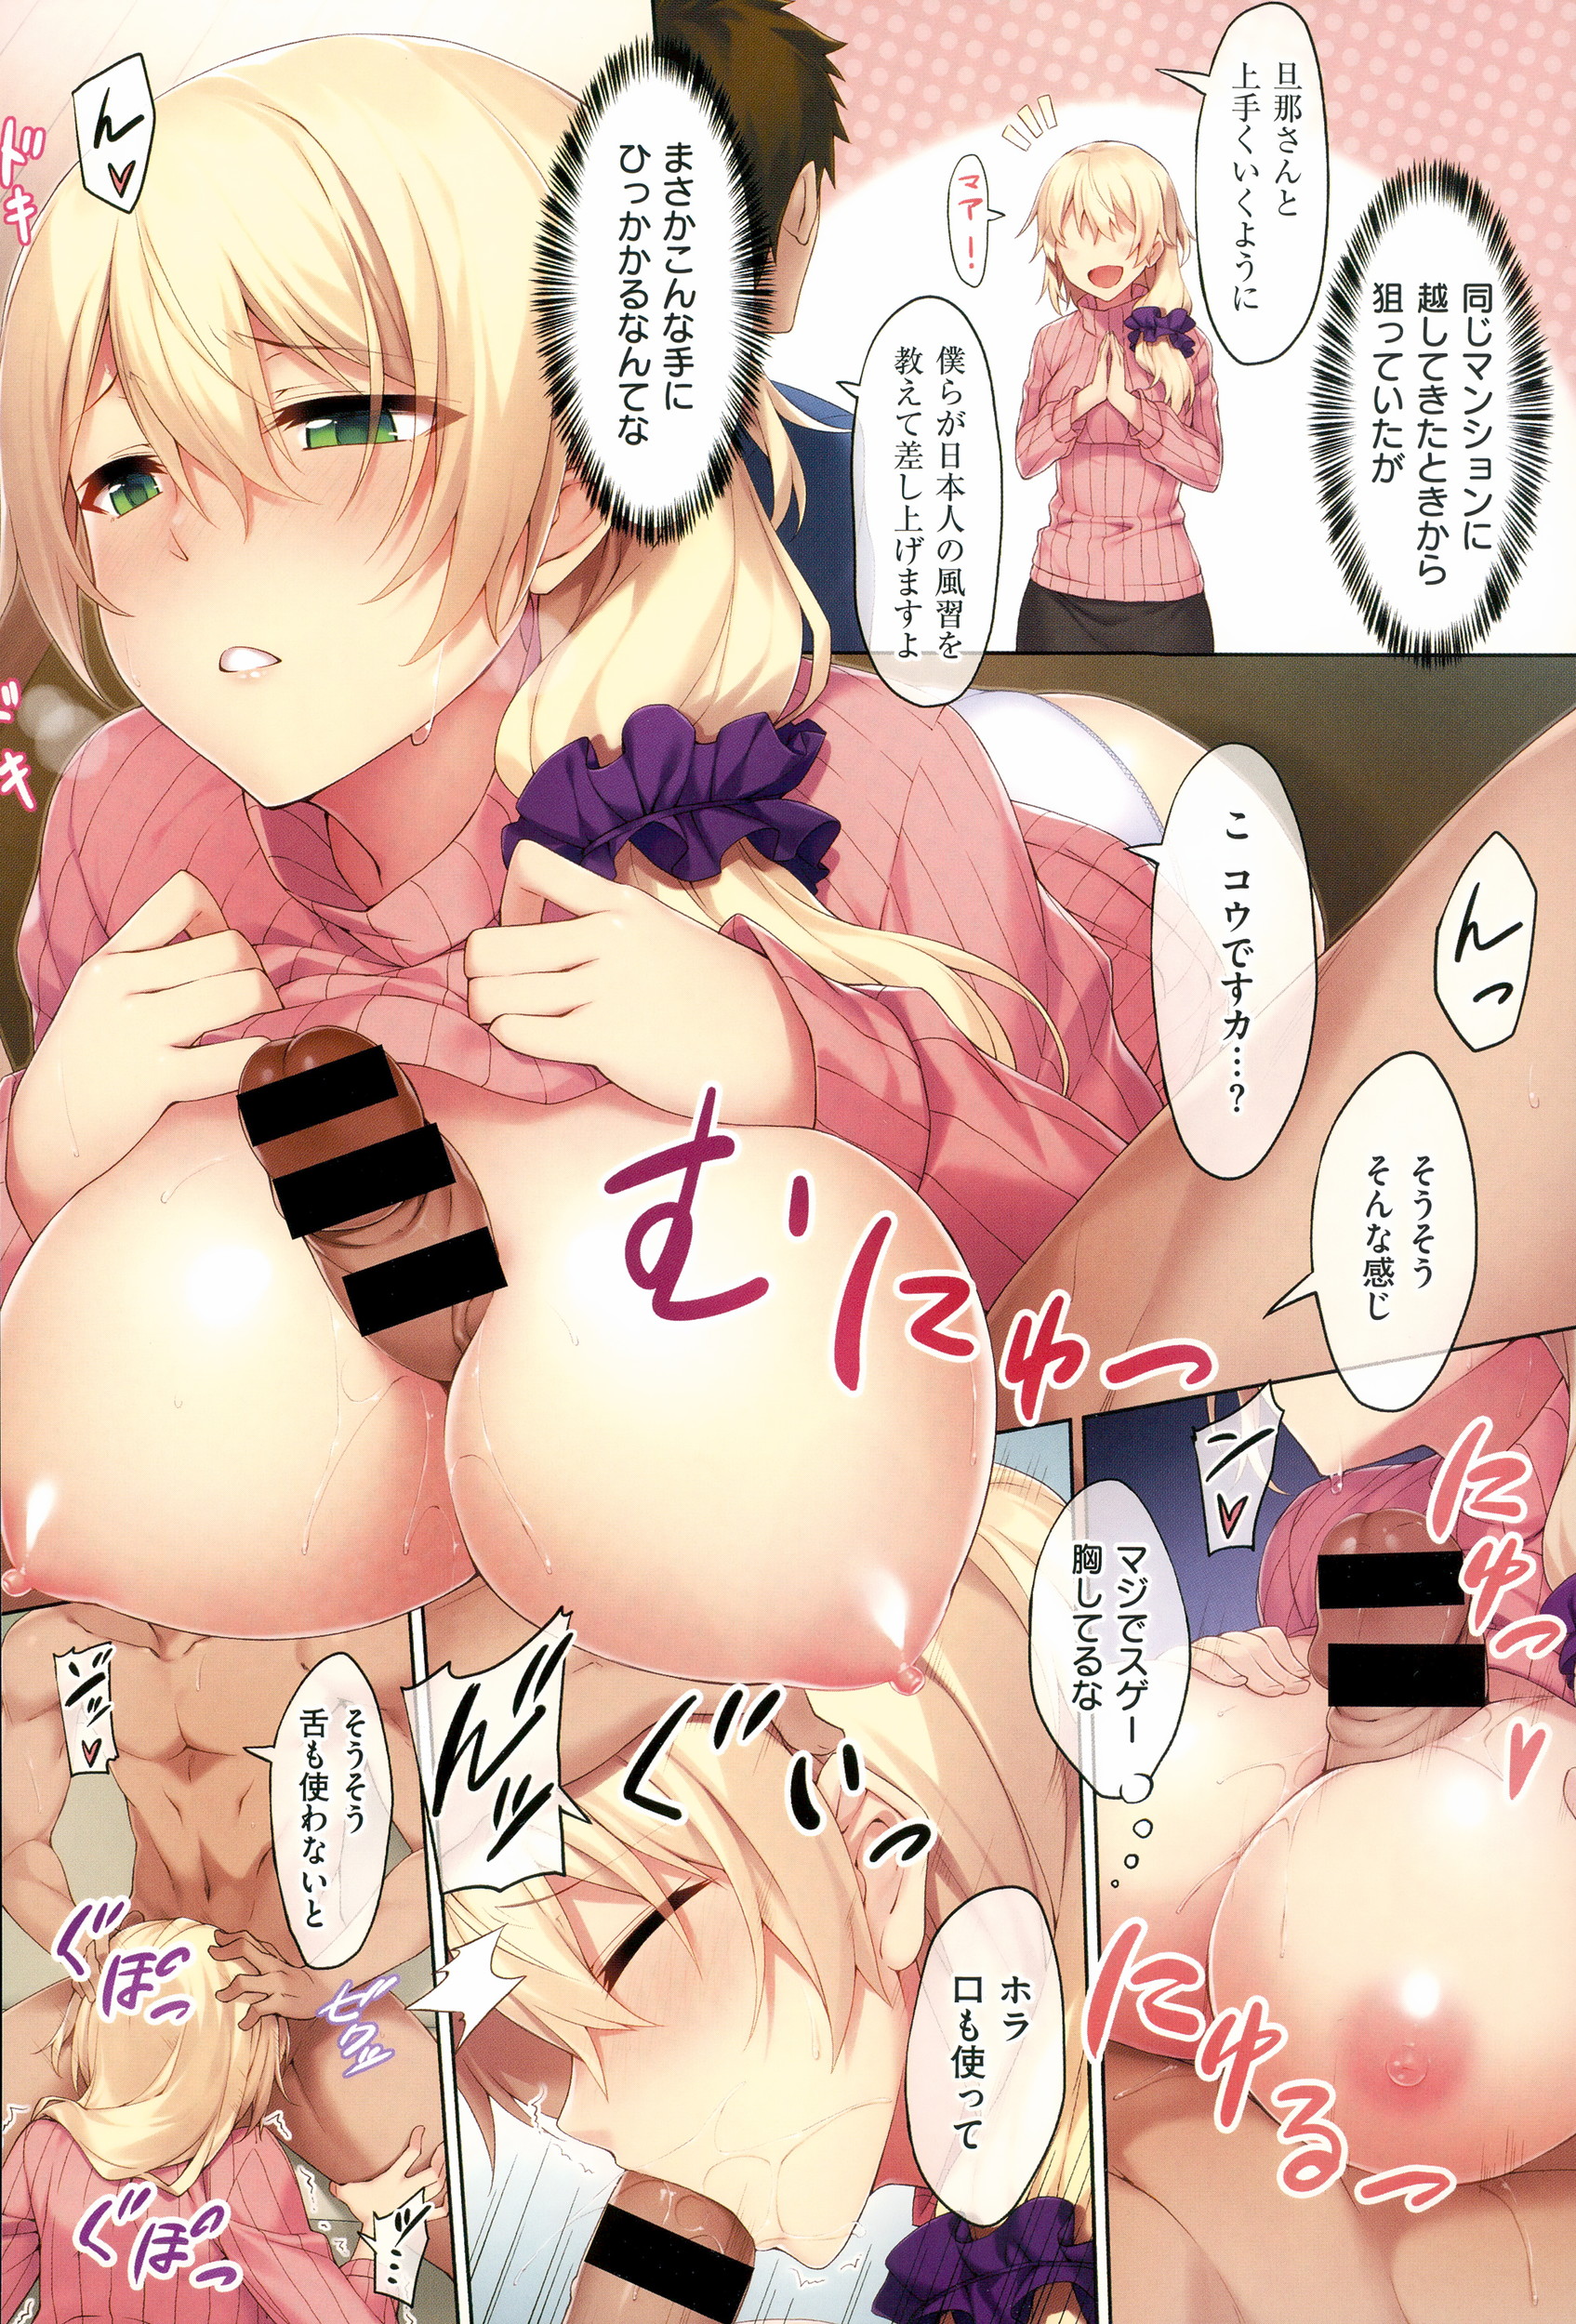 同じマンションに
越してきたときから
狙っていたが
旦那さんと
上手くいくように
マアー!
僕らが日本人の風習を
教えて差し上げますよ
まさかこんな手に
ひっかかるなんてな
ん♥
ドキ
ドキ
こ コウですカ…?
んっ
そうそう
そんな感じ
むにゅっ
ン♥
にゅっ
マジでスゲー
胸してるな
にゅるっ
ホラ
口も使って
ぐいっ
んぶッ
そうそう
舌も使わないと
ぐぽっ
ぐぽっ
ッ…